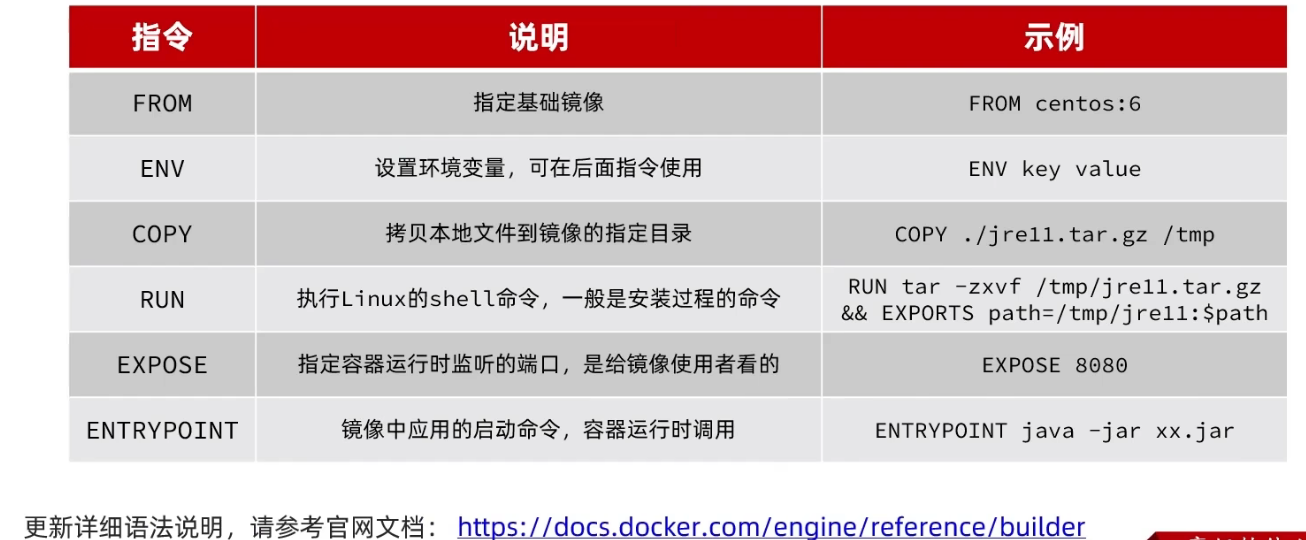 指令 说明 示例
FROM 指定基础镜像 FROM centos:6
ENV 设置环境变量，可在后面指令使用 ENV key value
COPY 拷贝本地文件到镜像的指定目录 COPY ./jre11.tar.gz /tmp
RUN 执行Linux的shell命令，一般是安装过程的命令 RUN tar -zxvf /tmp/jre11.tar.gz
&& EXPORTS path=/tmp/jre11:$path
EXPOSE 指定容器运行时监听的端口，是给镜像使用者看的 EXPOSE 8080
ENTRYPOINT 镜像中应用的启动命令，容器运行时调用 ENTRYPOINT java -jar xx.jar
更新详细语法说明，请参考官网文档： https://docs.docker.com/engine/reference/builder